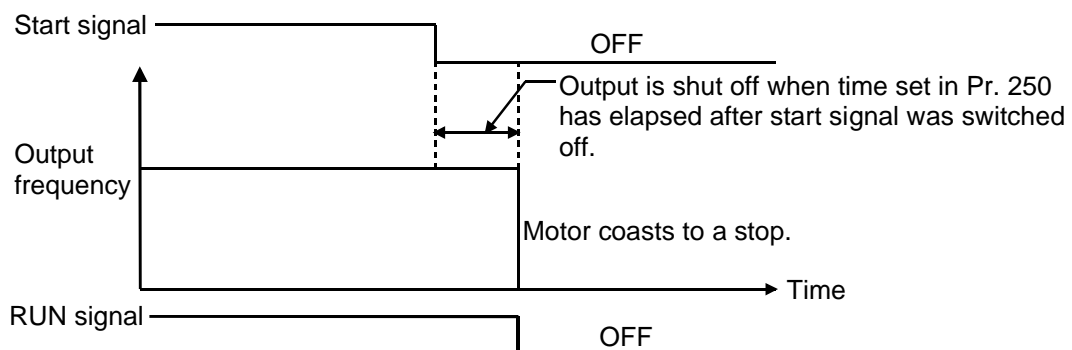 Start signal
OFF
Output is shut off when time set in Pr. 250
has elapsed after start signal was switched
off.
Output
frequency
Motor coasts to a stop.
Time
RUN signal
OFF